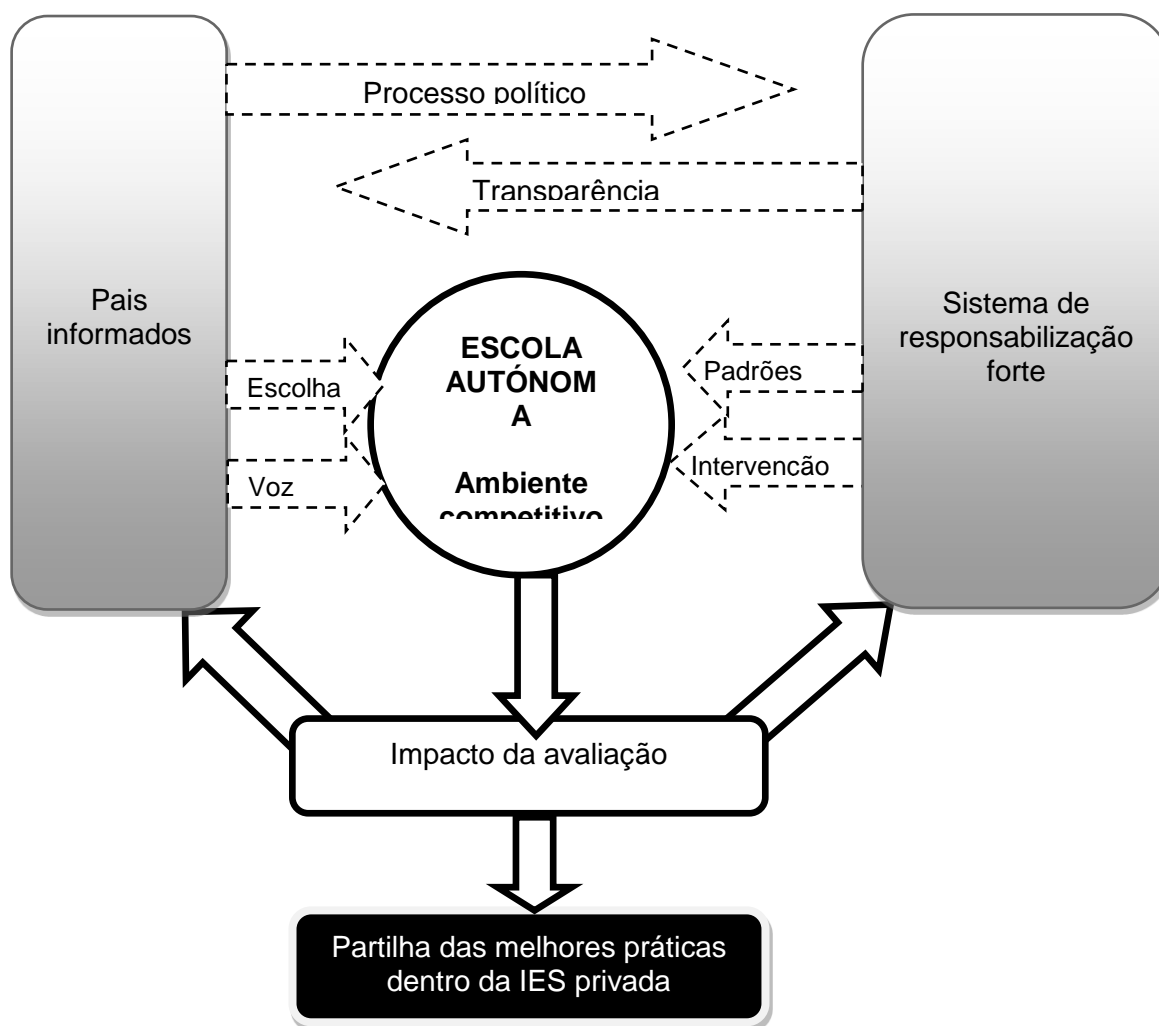 Processo político
Transparência
Pais
informados
Sistema de
responsabilização
forte
ESCOLA
AUTÓNOM
A
Ambiente
competitivo
Escolha
Voz
Padrões
Intervenção
Impacto da avaliação
Partilha das melhores práticas
dentro da IES privada